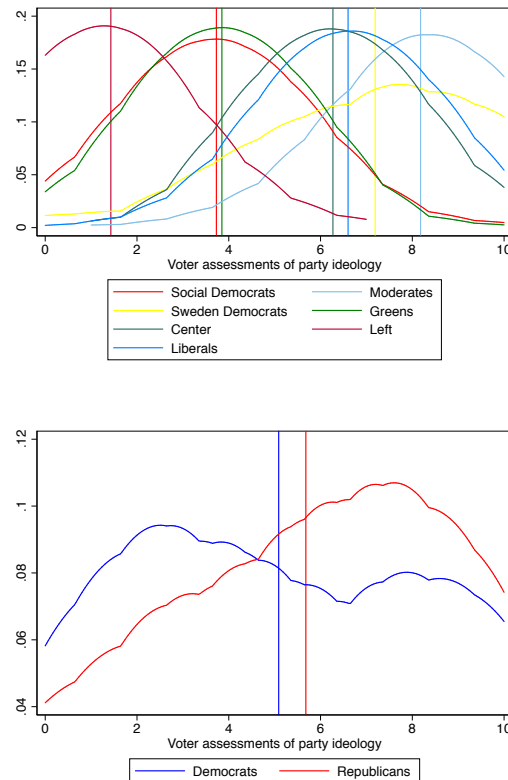 .2
.15
.1
.05
0
0 2 4 6 8 10
Voter assessments of party ideology
Social Democrats Moderates
Sweden Democrats Greens
Center Left
Liberals
.12
.1
.08
.06
.04
0 2 4 6 8 10
Voter assessments of party ideology
Democrats Republicans